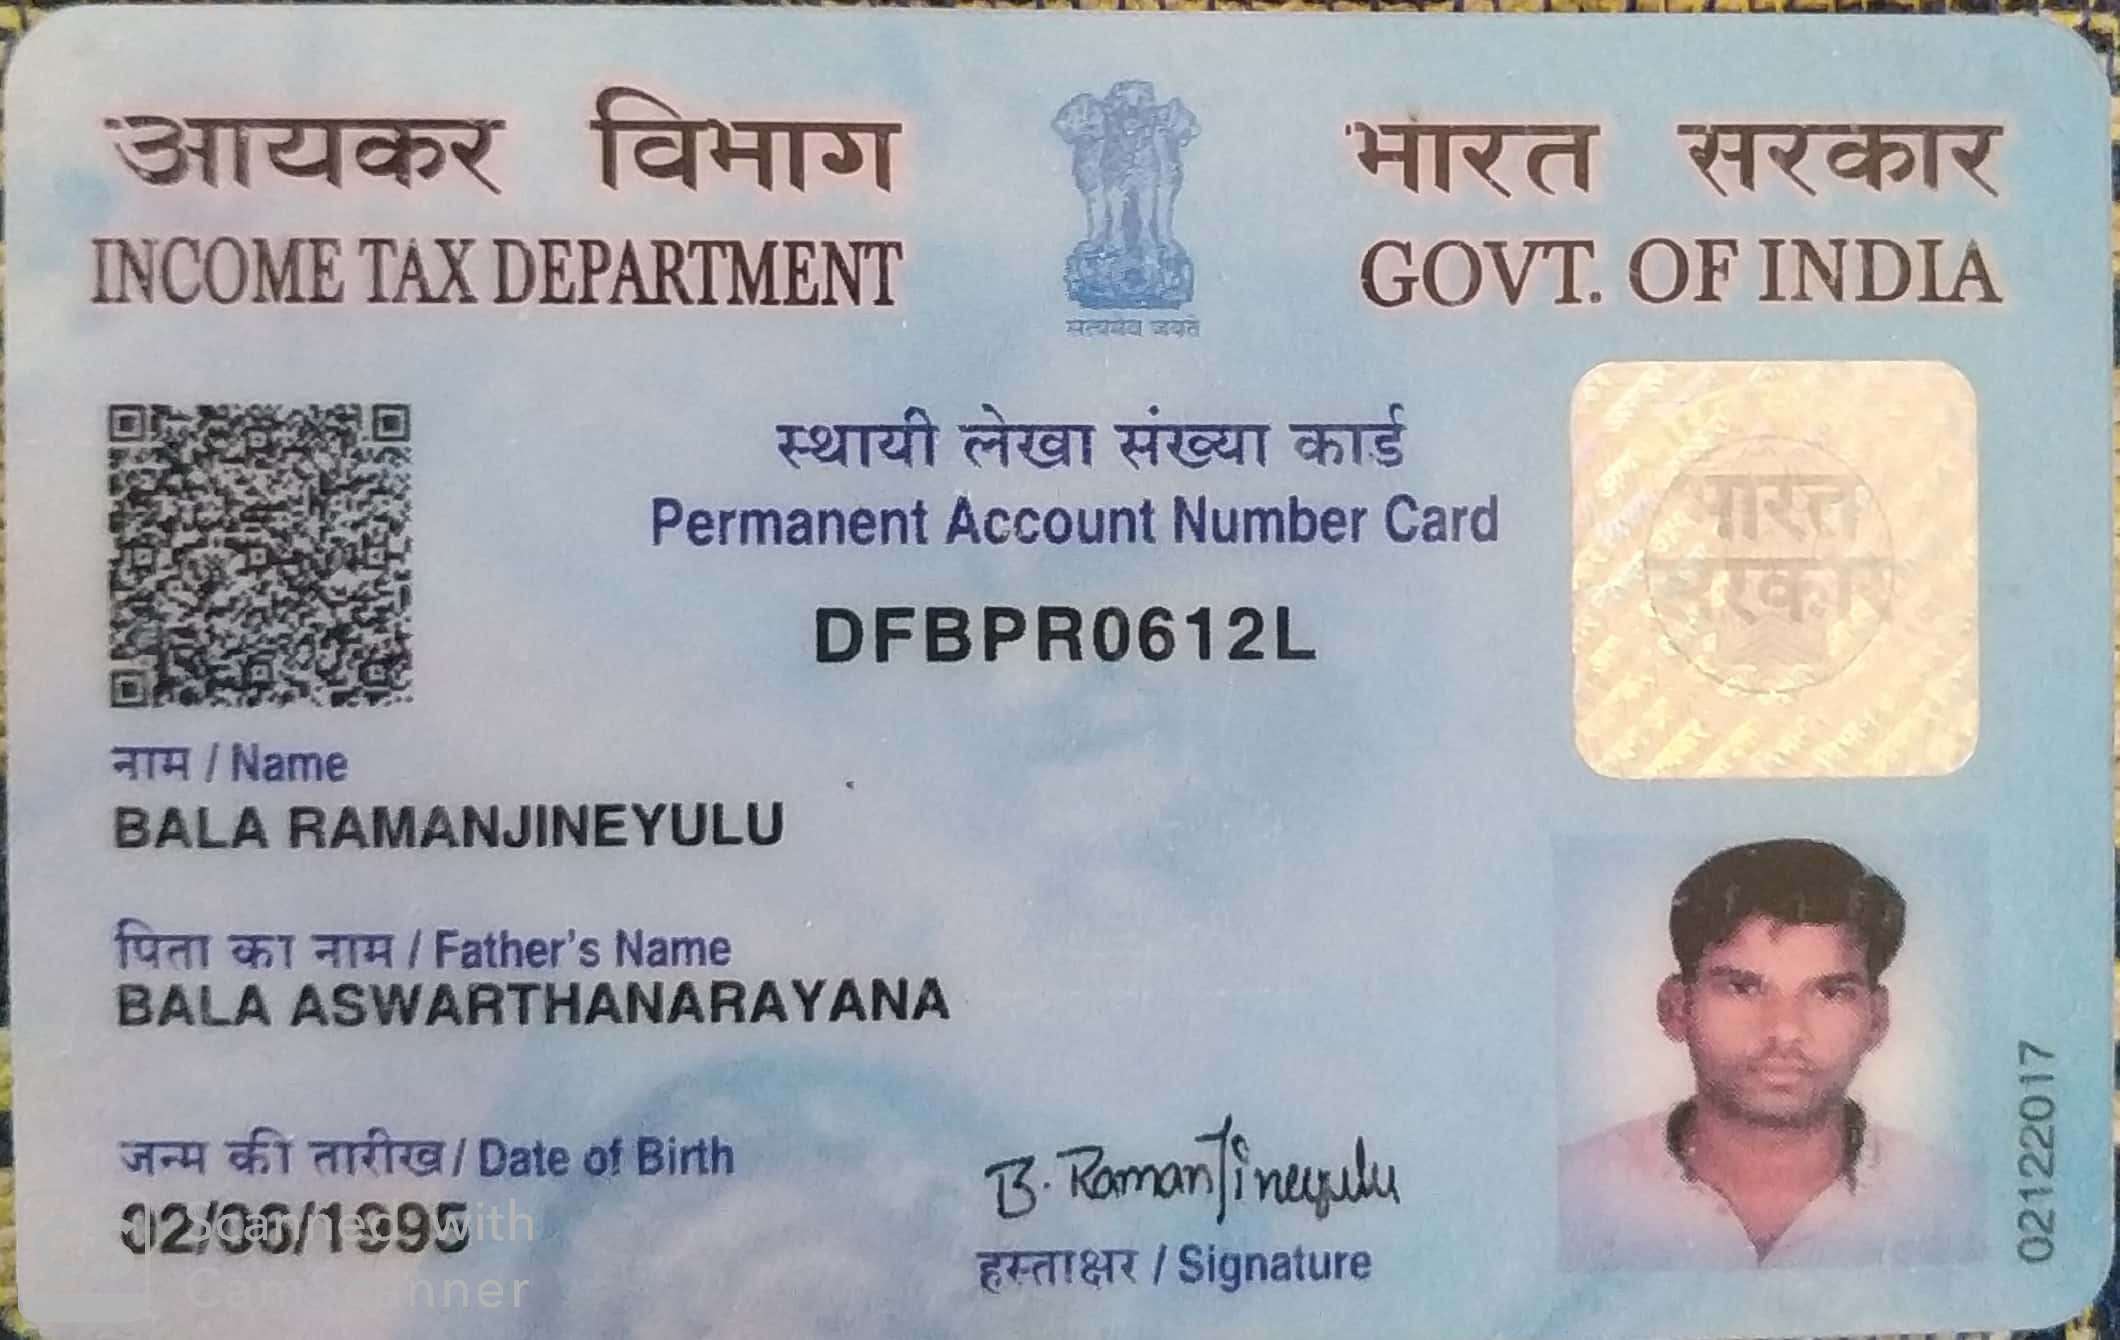 आयकर विभाग
INCOME TAX DEPARTMENT
सत्यमेव जयते
भारत सरकार
GOVT. OF INDIA
स्थायी लेखा संख्या कार्ड
Permanent Account Number Card
DFBPR0612L
भारत
सरकार
नाम / Name
BALA RAMANJINEYULU
पिता का नाम / Father's Name
BALA ASWARTHANARAYANA
जन्म की तारीख / Date of Birth
02/06/1995
B. Ramanjineyulu
हस्ताक्षर / Signature
02122017
Scanned with
CamScanner